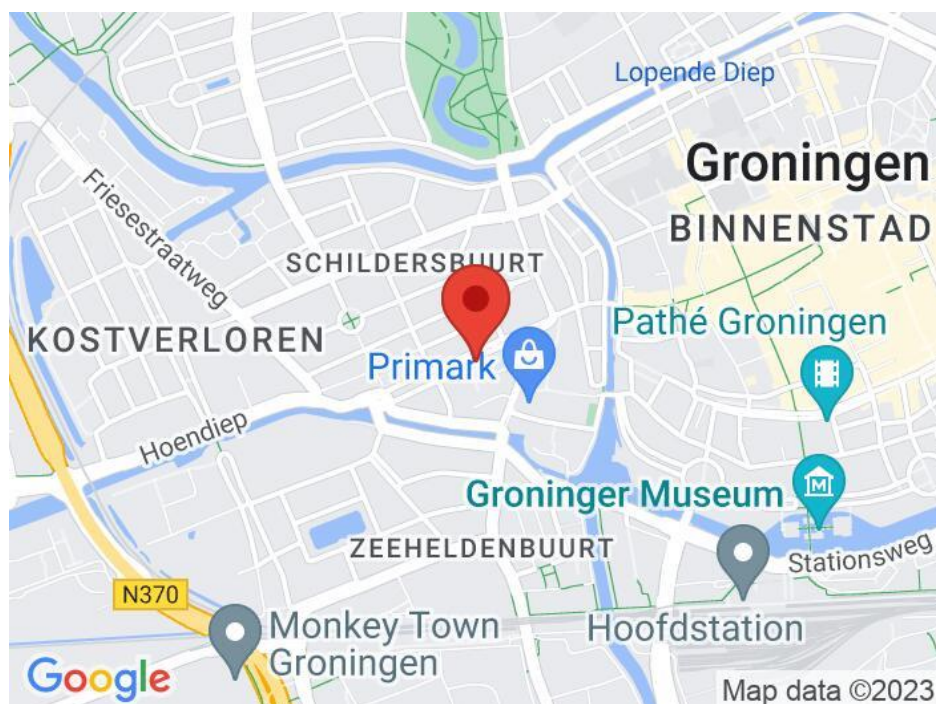 Lopende Diep
Groningen
BINNENSTAD
Friesestraatweg
SCHILDERSBUURT
KOSTVERLOREN
Pathé Groningen
Primark
Hoendiep
Groninger Museum
M
ZEEHELDENBUURT
Stationsweg
N370
Monkey Town
Groningen
Hoofdstation
Google
Map data ©2023